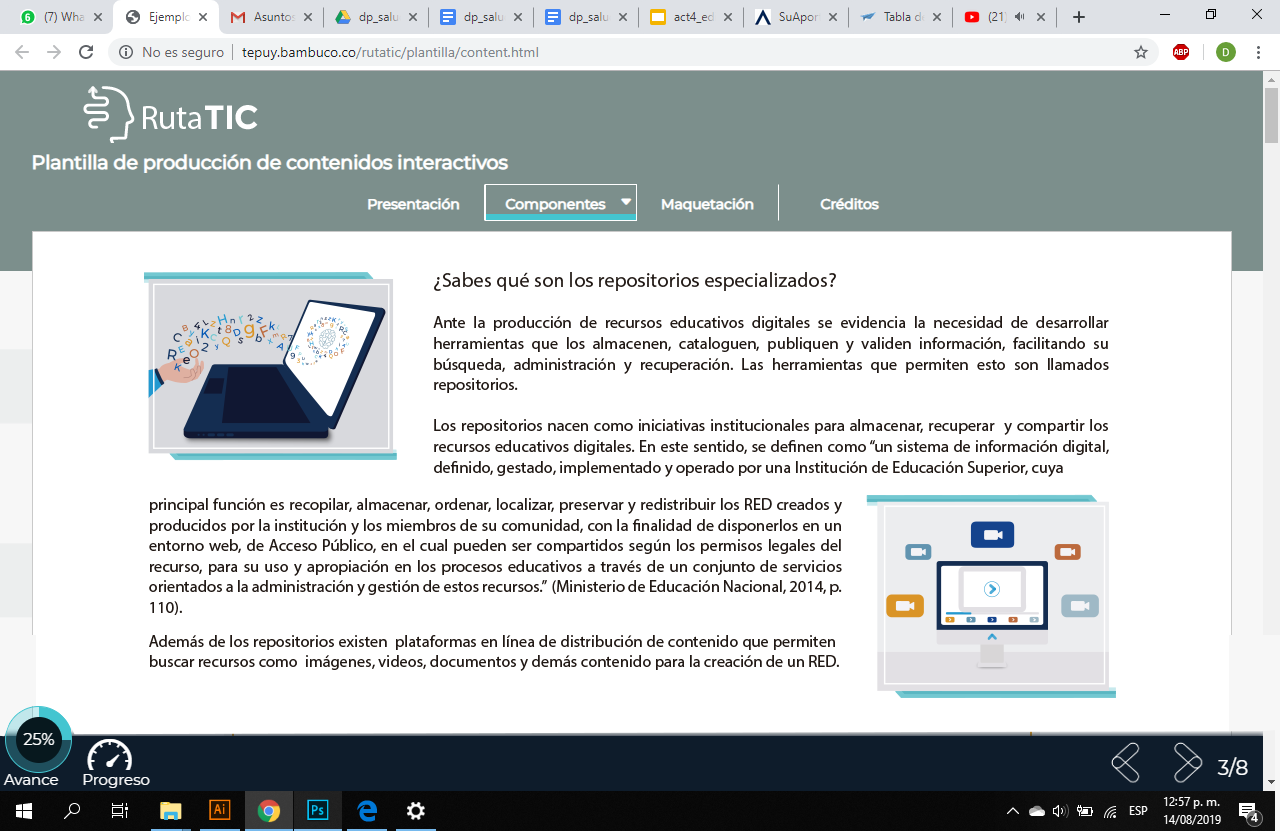 (7) Wha
Ejemplo
Asuntos
dp_salu
dp_salu
dp_salu
act4_ed
SuApor
Tabla d
(21
No es seguro
tepuy.bambuco.co/rutatic/plantilla/content.html
ABP
D
RutaTIC
Plantilla de producción de contenidos interactivos
Presentación
Componentes
Maquetación
Créditos
¿Sabes qué son los repositorios especializados?
Ante la producción de recursos educativos digitales se evidencia la necesidad de desarrollar
herramientas que los almacenen, cataloguen, publiquen y validen información, facilitando su
búsqueda, administración y recuperación. Las herramientas que permiten esto son llamados
repositorios.
Los repositorios nacen como iniciativas institucionales para almacenar, recuperar y compartir los
recursos educativos digitales. En este sentido, se definen como “un sistema de información digital,
definido, gestado, implementado y operado por una Institución de Educación Superior, cuya
principal función es recopilar, almacenar, ordenar, localizar, preservar y redistribuir los RED creados y
producidos por la institución y los miembros de su comunidad, con la finalidad de disponerlos en un
entorno web, de Acceso Público, en el cual pueden ser compartidos según los permisos legales del
recurso, para su uso y apropiación en los procesos educativos a través de un conjunto de servicios
orientados a la administración y gestión de estos recursos.” (Ministerio de Educación Nacional, 2014, p.
110).
Además de los repositorios existen plataformas en línea de distribución de contenido que permiten
buscar recursos como imágenes, videos, documentos y demás contenido para la creación de un RED.
25%
Avance
Progreso
3/8
Ai
Ps
ESP
12:57 p. m.
14/08/2019
4